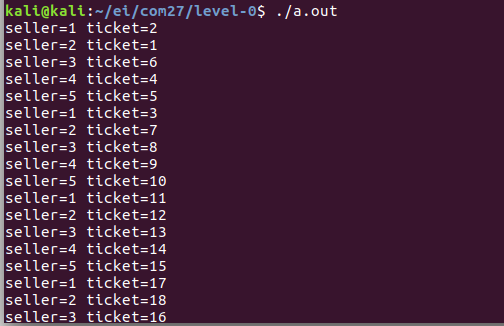 kali@kali:~/ei/com27/level-0$ ./a.out
seller=1 ticket=2
seller=2 ticket=1
seller=3 ticket=6
seller=4 ticket=4
seller=5 ticket=5
seller=1 ticket=3
seller=2 ticket=7
seller=3 ticket=8
seller=4 ticket=9
seller=5 ticket=10
seller=1 ticket=11
seller=2 ticket=12
seller=3 ticket=13
seller=4 ticket=14
seller=5 ticket=15
seller=1 ticket=17
seller=2 ticket=18
seller=3 ticket=16